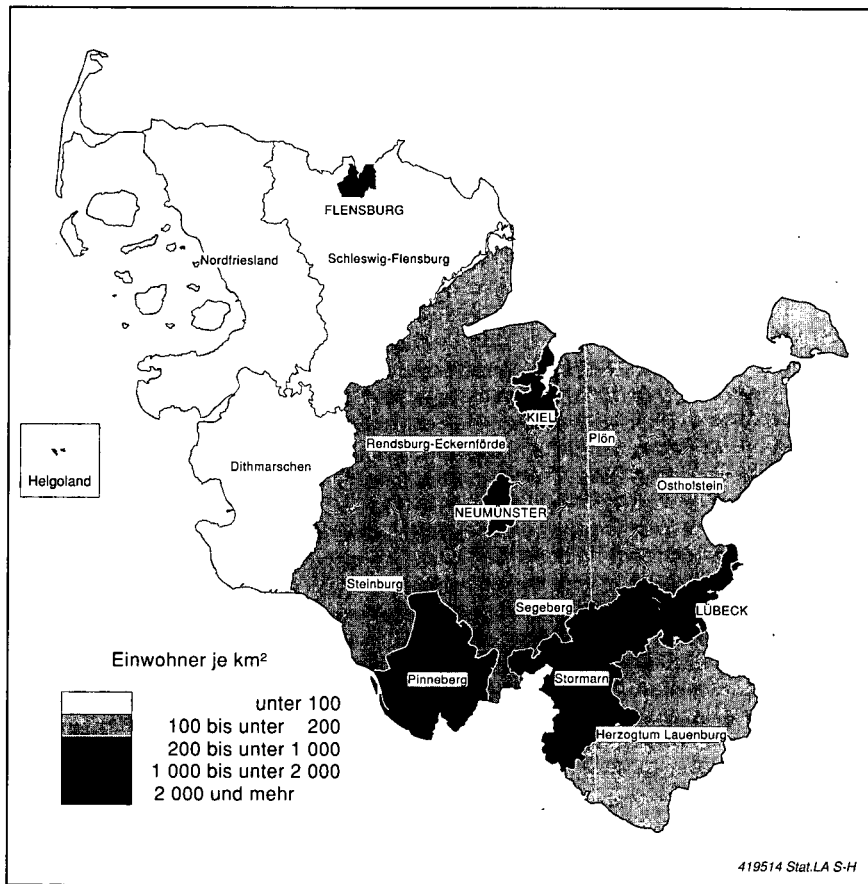 FLENSBURG
Nordfriesland
Schleswig-Flensburg
KIEL
Rendsburg-Eckernförde
Plön
Dithmarschen
Helgoland
Ostholstein
NEUMÜNSTER
Steinburg
Segeberg
LÜBECK
Pinneberg
Stormarn
Herzogtum Lauenburg
Einwohner je km²
unter 100
100 bis unter 200
200 bis unter 1 000
1 000 bis unter 2 000
2 000 und mehr
419514 Stat.LA S-H